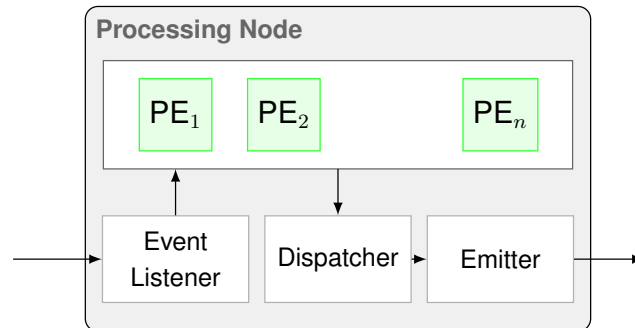 Processing Node
PE₁ PE₂ PEₙ
Event
Listener
Dispatcher
Emitter